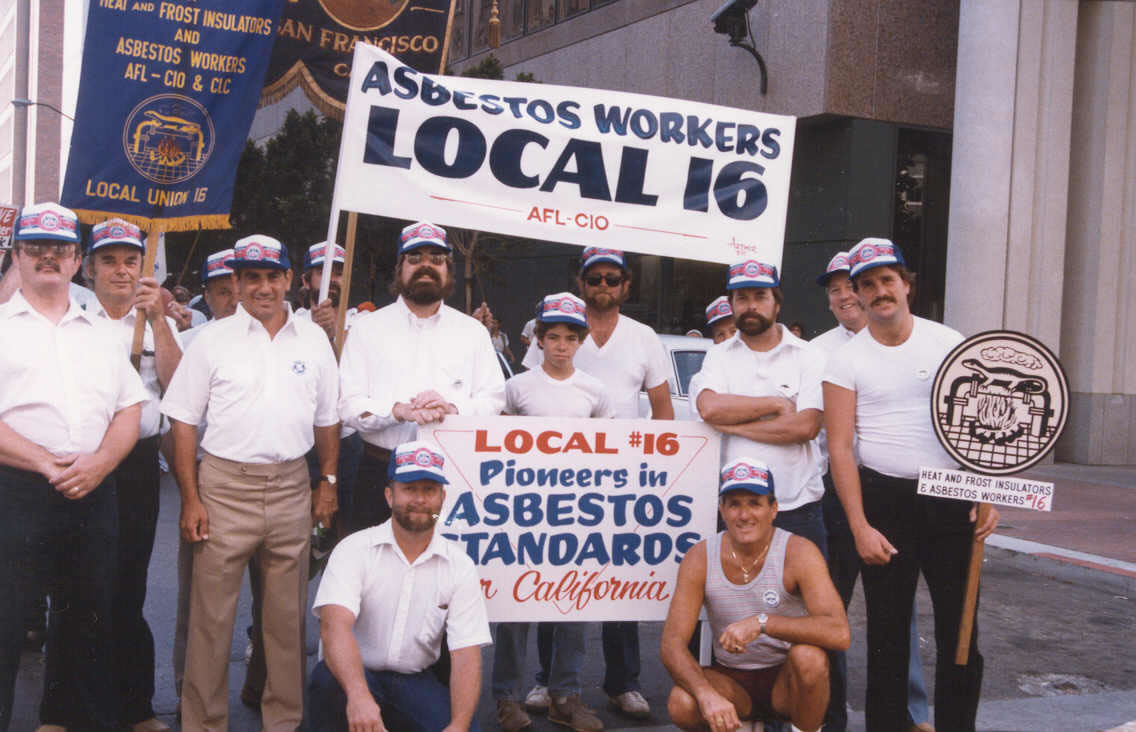 HEAT AND FROST INSULATORS
AND
ASBESTOS WORKERS
AFL-CIO & CLC
LOCAL UNION 16
SAN FRANCISCO
ASBESTOS WORKERS
LOCAL 16
AFL-CIO
LOCAL #16
Pioneers in
ASBESTOS
STANDARDS
California
HEAT AND FROST INSULATORS
& ASBESTOS WORKERS #16